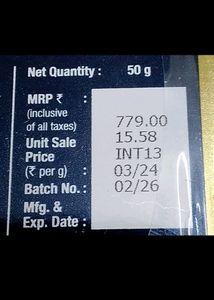 Net Quantity : 50 g
MRP ₹ :
(inclusive
of all taxes)
779.00
Unit Sale
15.58
Price
INT13
(₹ per g) :
03/24
Batch No. :
02/26
Mfg. &
Exp. Date :